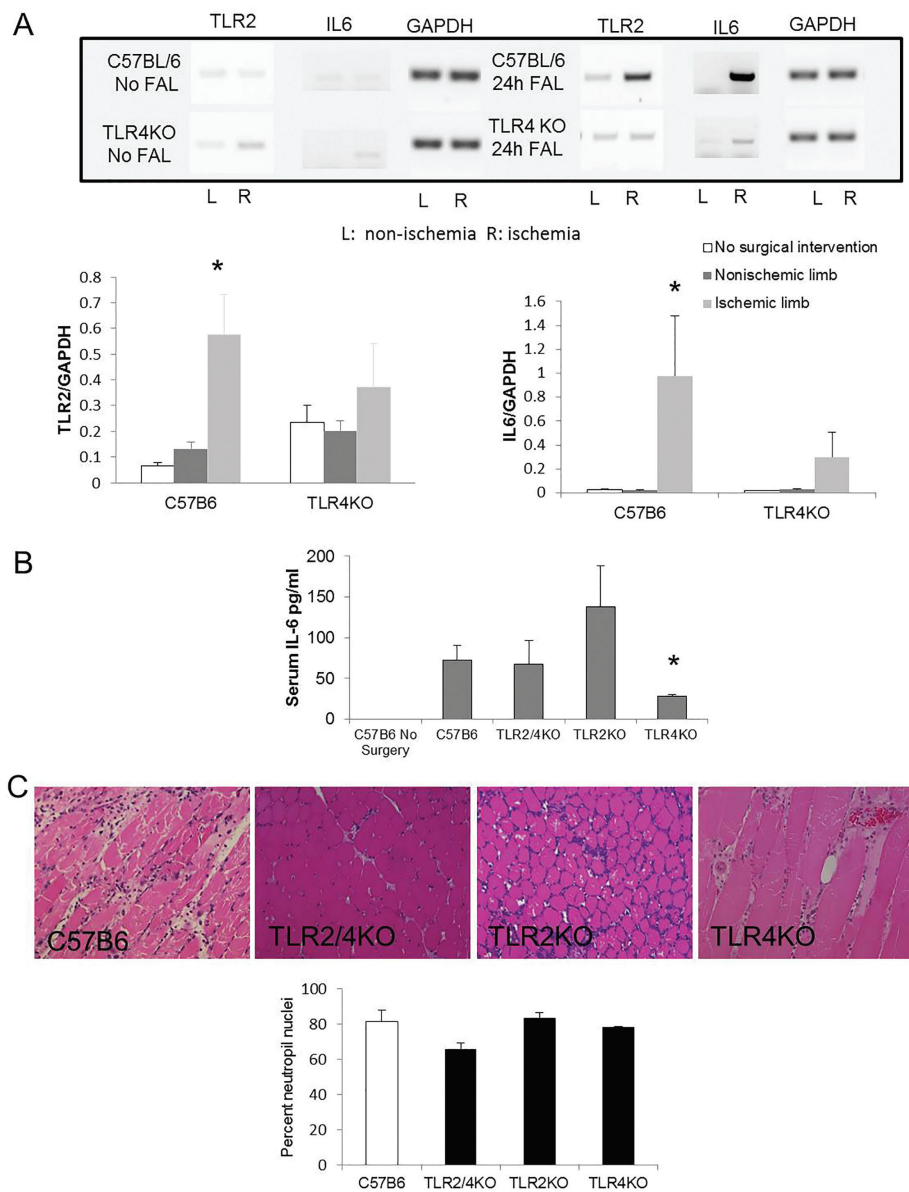 A
TLR2 IL6 GAPDH TLR2 IL6 GAPDH
C57BL/6
No FAL
C57BL/6
24h FAL
TLR4KO
No FAL
TLR4 KO
24h FAL
L R L R L R L R
L: non-ischemia R: ischemia
No surgical intervention
Nonischemic limb
Ischemic limb
*
0.8
0.7
0.6
0.5
0.4
0.3
0.2
0.1
0
TLR2/GAPDH
C57B6 TLR4KO
*
1.6
1.4
1.2
1
0.8
0.6
0.4
0.2
0
IL6/GAPDH
C57B6 TLR4KO
B
200
150
100
50
0
Serum IL-6 pg/ml
*
C57B6 No
Surgery
C57B6 TLR2/4KO TLR2KO TLR4KO
C
C57B6 TLR2/4KO TLR2KO TLR4KO
100
80
60
40
20
0
Percent neutropil nuclei
C57B6 TLR2/4KO TLR2KO TLR4KO